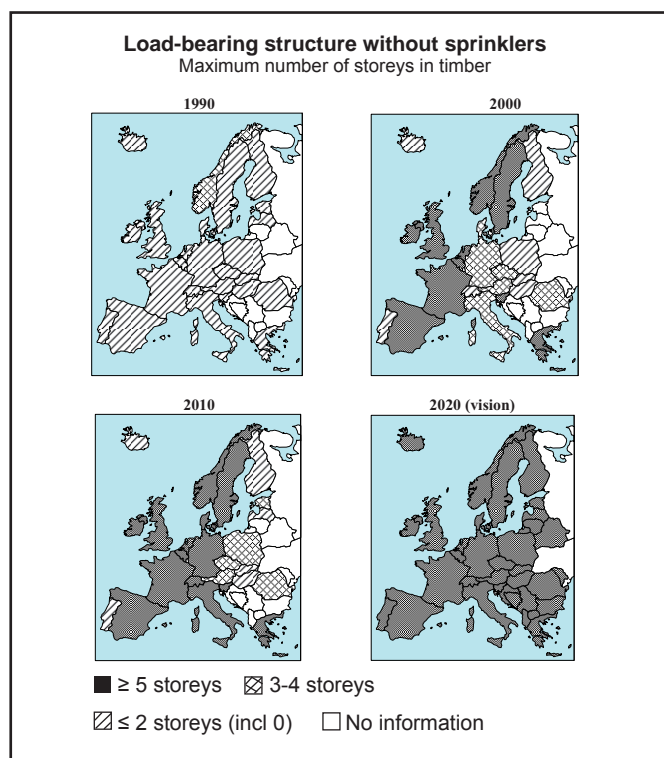 Load-bearing structure without sprinklers
Maximum number of storeys in timber
1990
2000
2010
2020 (vision)
≥ 5 storeys
3-4 storeys
≤ 2 storeys (incl 0)
No information